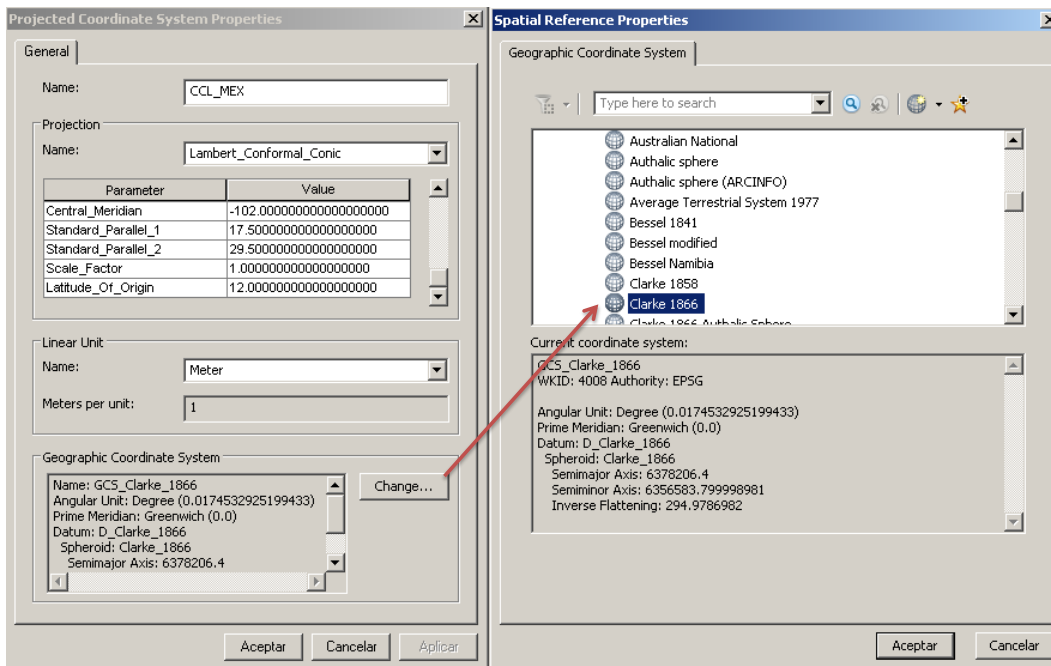 Projected Coordinate System Properties
General
Name:
CCL_MEX
Projection
Name:
Lambert_Conformal_Conic
Parameter Value
Central_Meridian -102.000000000000000000
Standard_Parallel_1 17.500000000000000000
Standard_Parallel_2 29.500000000000000000
Scale_Factor 1.000000000000000000
Latitude_Of_Origin 12.000000000000000000
Linear Unit
Name:
Meter
Meters per unit:
1
Geographic Coordinate System
Name: GCS_Clarke_1866
Angular Unit: Degree (0.0174532925199433)
Prime Meridian: Greenwich (0.0)
Datum: D_Clarke_1866
Spheroid: Clarke_1866
Semimajor Axis: 6378206.4
Change...
Aceptar Cancelar Aplicar
Spatial Reference Properties
Geographic Coordinate System
Type here to search
Australian National
Authalic sphere
Authalic sphere (ARCINFO)
Average Terrestrial System 1977
Bessel 1841
Bessel modified
Bessel Namibia
Clarke 1858
Clarke 1866
Clarke 1866 Authalic Sphere
Current coordinate system:
GCS_Clarke_1866
WKID: 4008 Authority: EPSG
Angular Unit: Degree (0.0174532925199433)
Prime Meridian: Greenwich (0.0)
Datum: D_Clarke_1866
Spheroid: Clarke_1866
Semimajor Axis: 6378206.4
Semiminor Axis: 6356583.799998981
Inverse Flattening: 294.9786982
Aceptar Cancelar